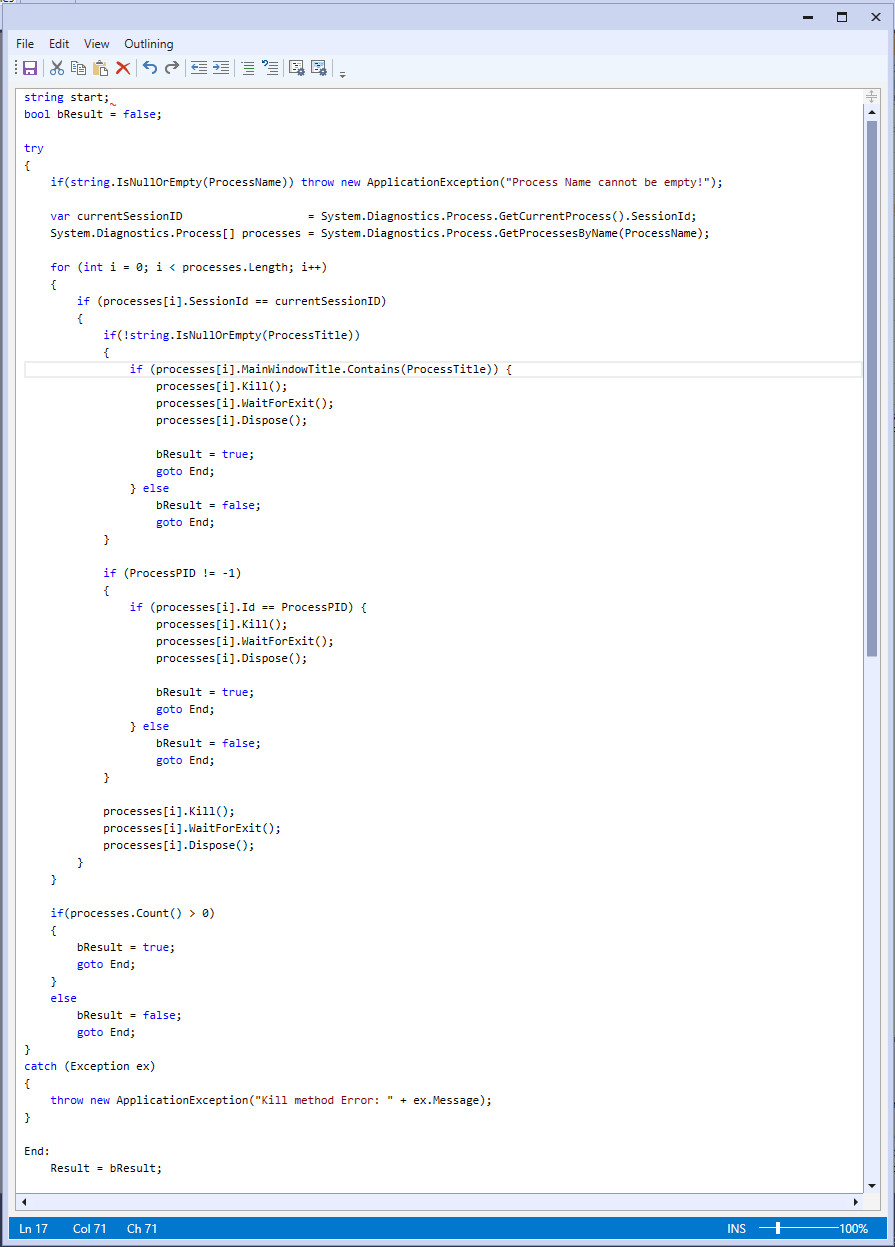 File Edit View Outlining
string start;
bool bResult = false;
try
{
if(string.IsNullOrEmpty(ProcessName)) throw new ApplicationException("Process Name cannot be empty!");
var currentSessionID = System.Diagnostics.Process.GetCurrentProcess().SessionId;
System.Diagnostics.Process[] processes = System.Diagnostics.Process.GetProcessesByName(ProcessName);
for (int i = 0; i < processes.Length; i++)
{
if (processes[i].SessionId == currentSessionID)
{
if(!string.IsNullOrEmpty(ProcessTitle))
{
if (processes[i].MainWindowTitle.Contains(ProcessTitle)) {
processes[i].Kill();
processes[i].WaitForExit();
processes[i].Dispose();
bResult = true;
goto End;
} else
bResult = false;
goto End;
}
if (ProcessPID != -1)
{
if (processes[i].Id == ProcessPID) {
processes[i].Kill();
processes[i].WaitForExit();
processes[i].Dispose();
bResult = true;
goto End;
} else
bResult = false;
goto End;
}
processes[i].Kill();
processes[i].WaitForExit();
processes[i].Dispose();
}
}
if(processes.Count() > 0)
{
bResult = true;
goto End;
}
else
bResult = false;
goto End;
}
catch (Exception ex)
{
throw new ApplicationException("Kill method Error: " + ex.Message);
}
End:
Result = bResult;
Ln 17 Col 71 Ch 71 INS 100%